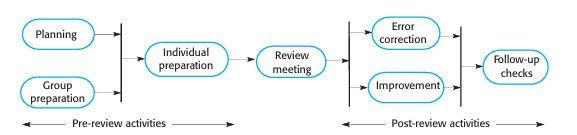 Planning
Group
preparation
Individual
preparation
Review
meeting
Error
correction
Improvement
Follow-up
checks
Pre-review activities
Post-review activities